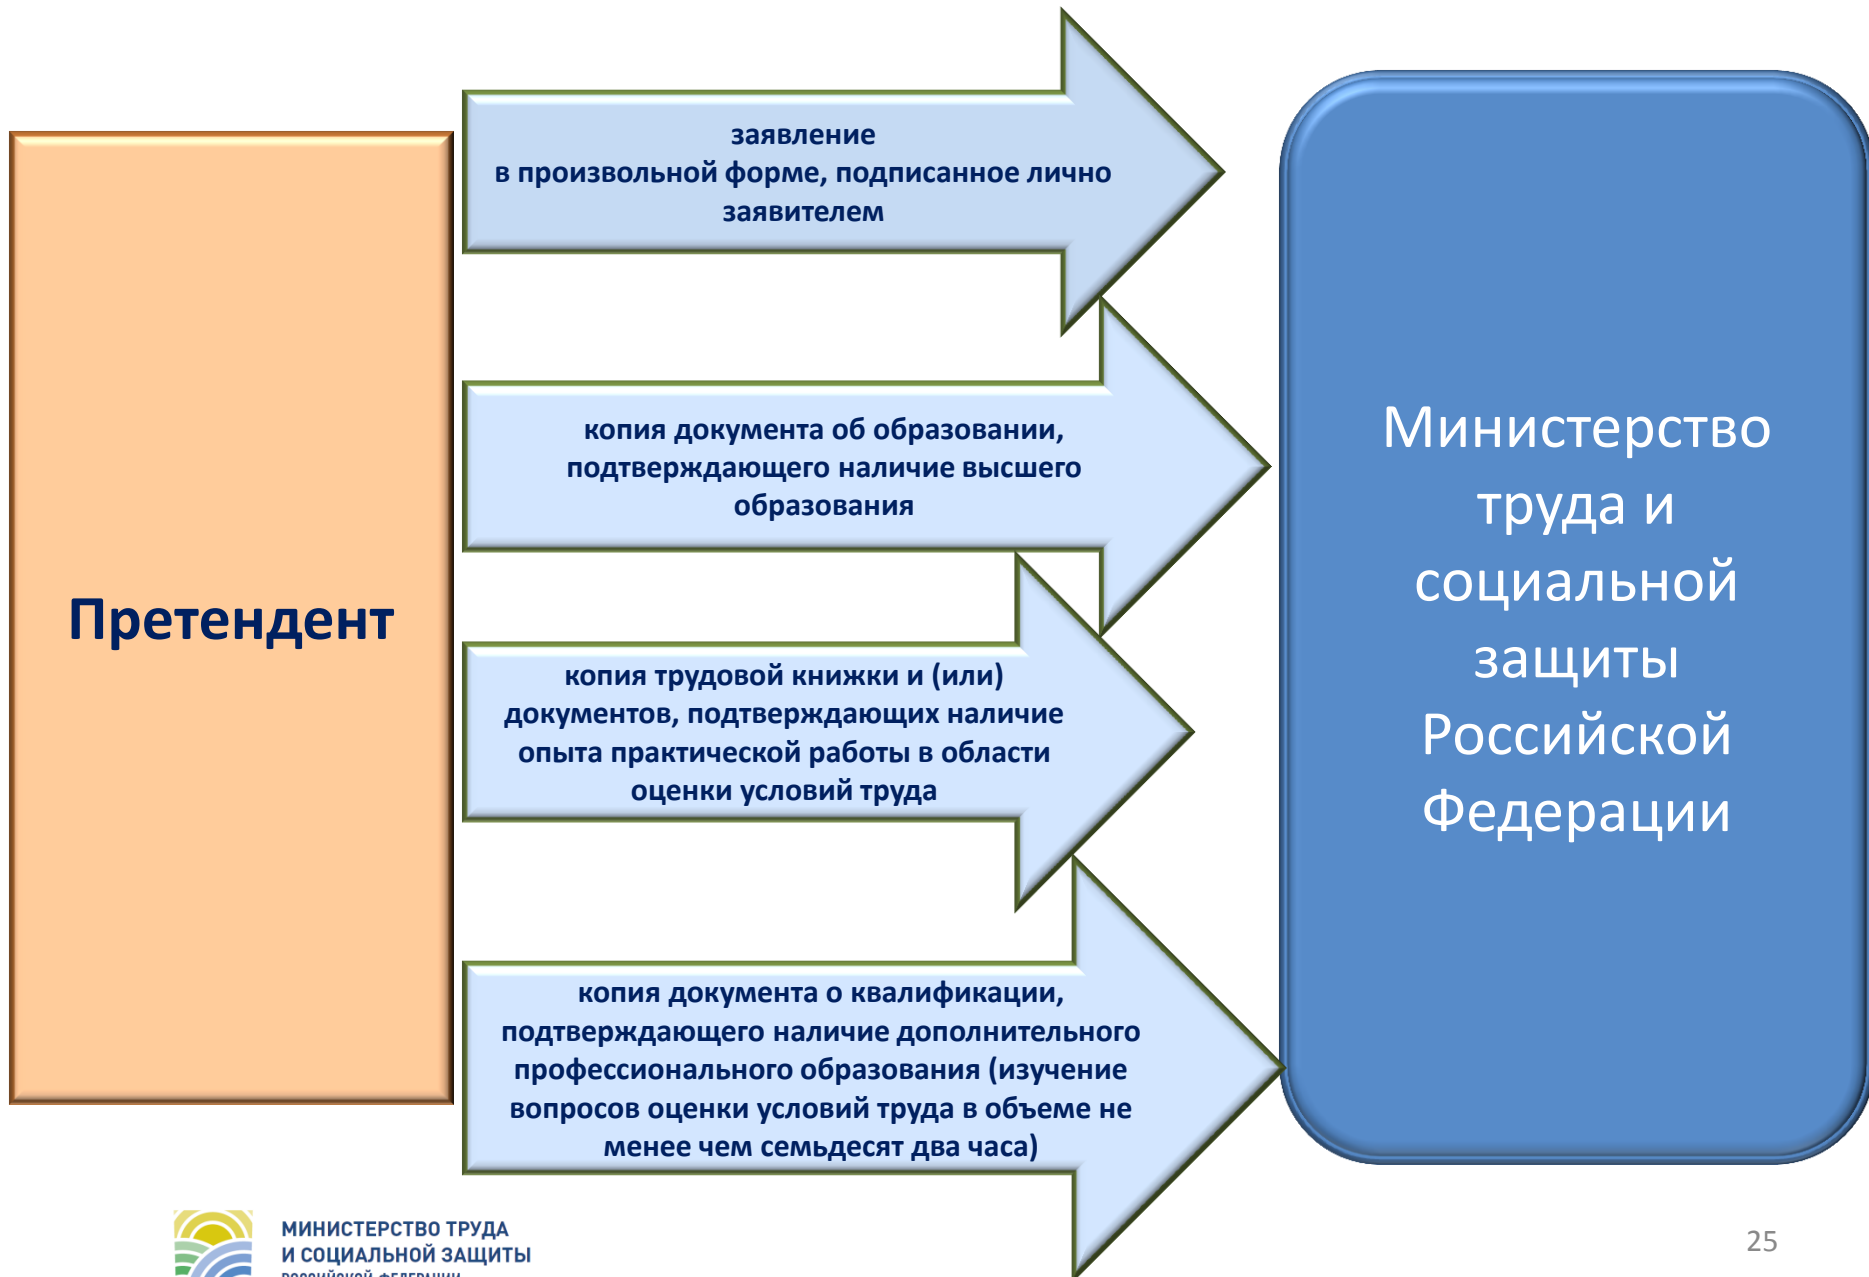 Претендент
заявление
в произвольной форме, подписанное лично
заявителем
копия документа об образовании,
подтверждающего наличие высшего
образования
копия трудовой книжки и (или)
документов, подтверждающих наличие
опыта практической работы в области
оценки условий труда
копия документа о квалификации,
подтверждающего наличие дополнительного
профессионального образования (изучение
вопросов оценки условий труда в объеме не
менее чем семьдесят два часа)
Министерство
труда и
социальной
защиты
Российской
Федерации
МИНИСТЕРСТВО ТРУДА
И СОЦИАЛЬНОЙ ЗАЩИТЫ
РОССИЙСКОЙ ФЕДЕРАЦИИ
25